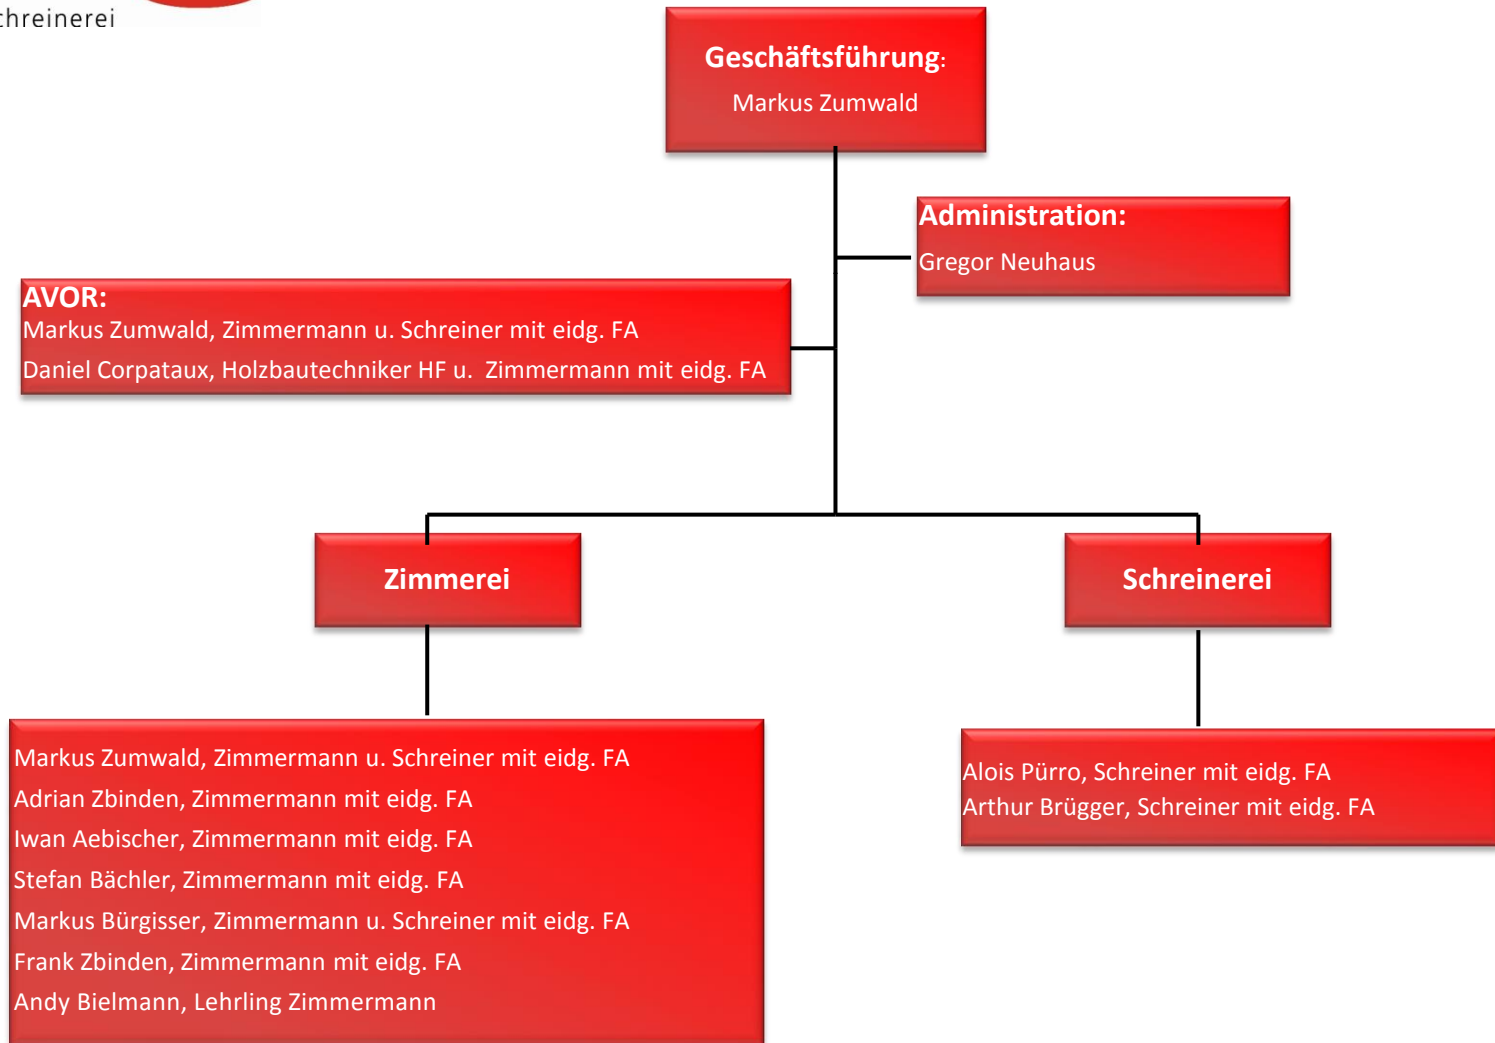 chreinerei
Geschäftsführung:
Markus Zumwald
Administration:
Gregor Neuhaus
AVOR:
Markus Zumwald, Zimmermann u. Schreiner mit eidg. FA
Daniel Corpataux, Holzbautechniker HF u.  Zimmermann mit eidg. FA
Zimmerei
Schreinerei
Markus Zumwald, Zimmermann u. Schreiner mit eidg. FA
Adrian Zbinden, Zimmermann mit eidg. FA
Iwan Aebischer, Zimmermann mit eidg. FA
Stefan Bächler, Zimmermann mit eidg. FA
Markus Bürgisser, Zimmermann u. Schreiner mit eidg. FA
Frank Zbinden, Zimmermann mit eidg. FA
Andy Bielmann, Lehrling Zimmermann
Alois Pürro, Schreiner mit eidg. FA
Arthur Brügger, Schreiner mit eidg. FA